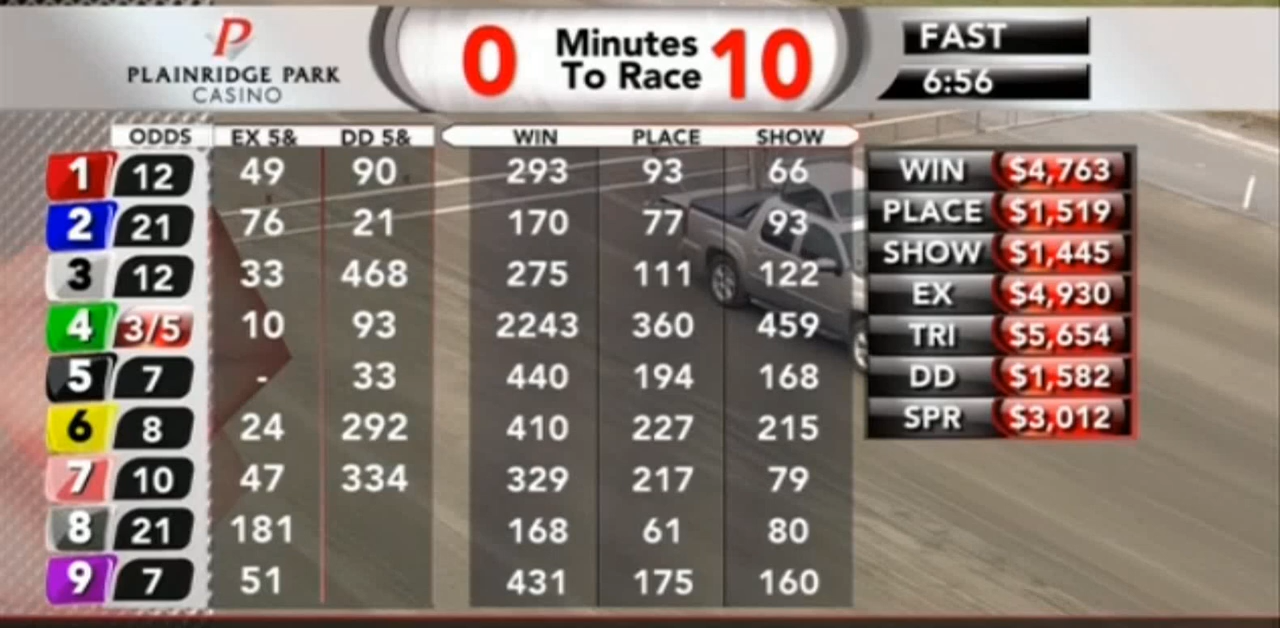 P
PLAINRIDGE PARK
CASINO
0 Minutes To Race 10
FAST
6:56
ODDS EX 5& DD 5& WIN PLACE SHOW
1 12 49 90 293 93 66
2 21 76 21 170 77 93
3 12 33 468 275 111 122
4 3/5 10 93 2243 360 459
5 7 - 33 440 194 168
6 8 24 292 410 227 215
7 10 47 334 329 217 79
8 21 181 168 61 80
9 7 51 431 175 160
WIN $4,763
PLACE $1,519
SHOW $1,445
EX $4,930
TRI $5,654
DD $1,582
SPR $3,012